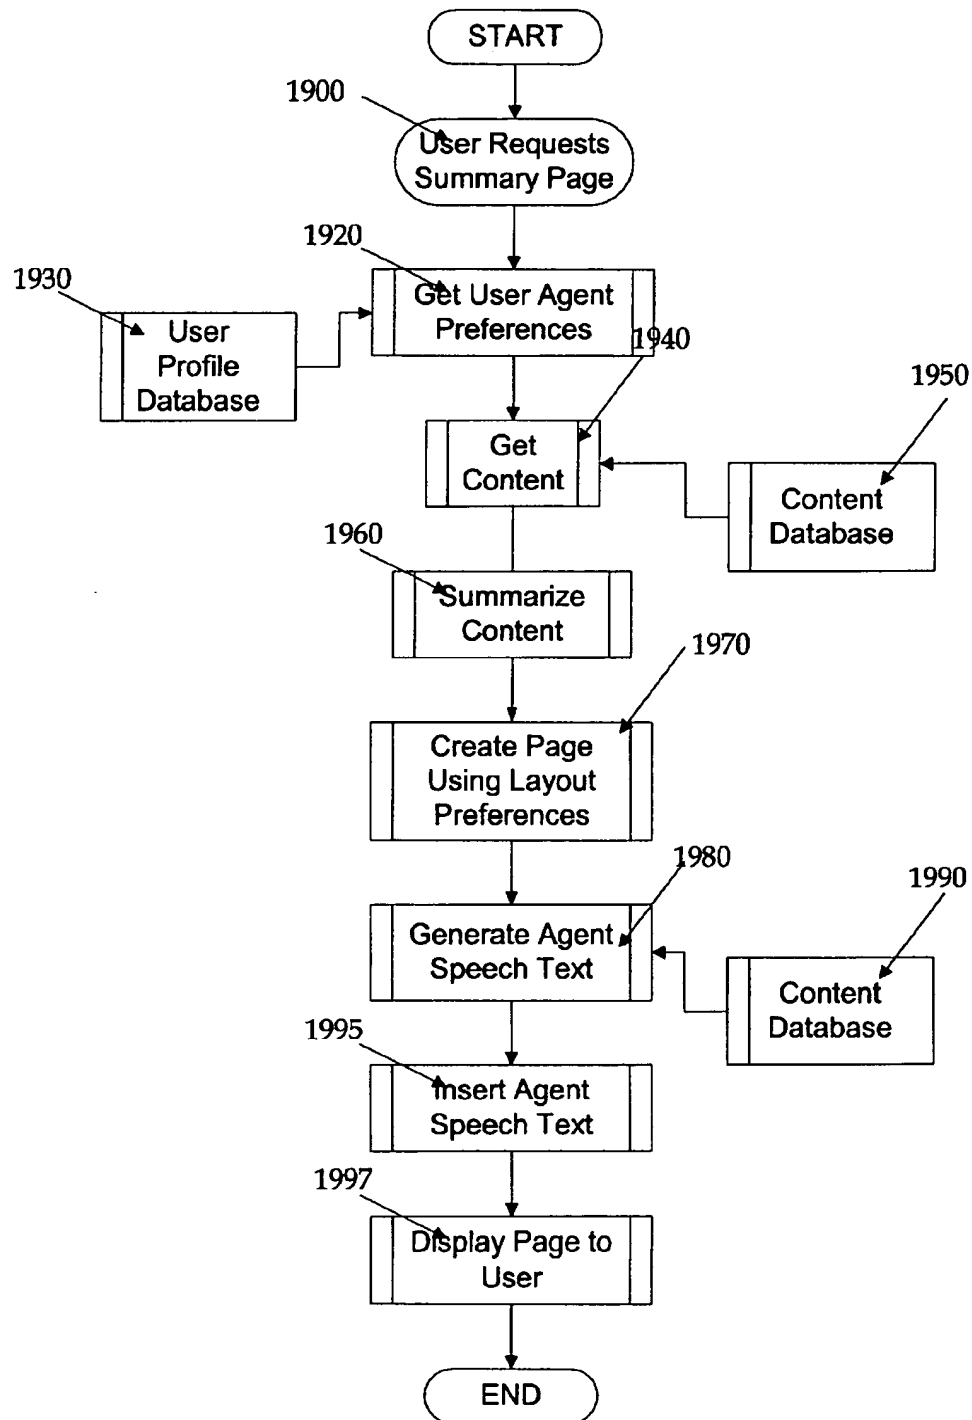 START
1900
User Requests
Summary Page
1920
1930
Get User Agent
Preferences
User
Profile
Database
1940
1950
Get
Content
Content
Database
1960
Summarize
Content
1970
Create Page
Using Layout
Preferences
1980
1990
Generate Agent
Speech Text
Content
Database
1995
Insert Agent
Speech Text
1997
Display Page to
User
END